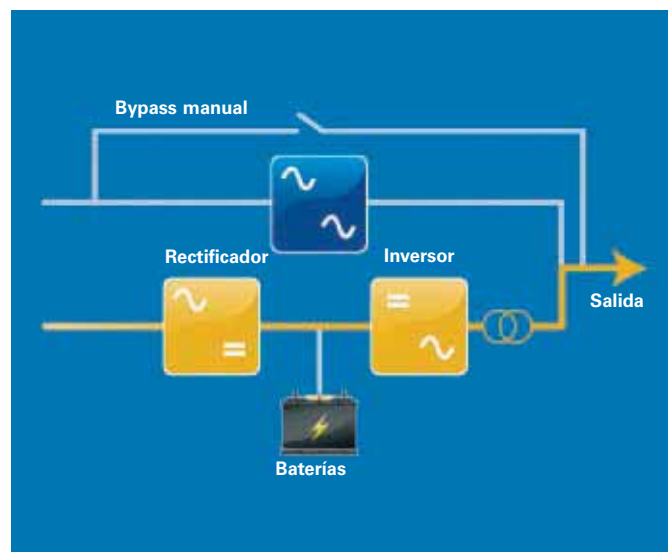 Bypass manual
Rectificador
Inversor
Salida
Baterías